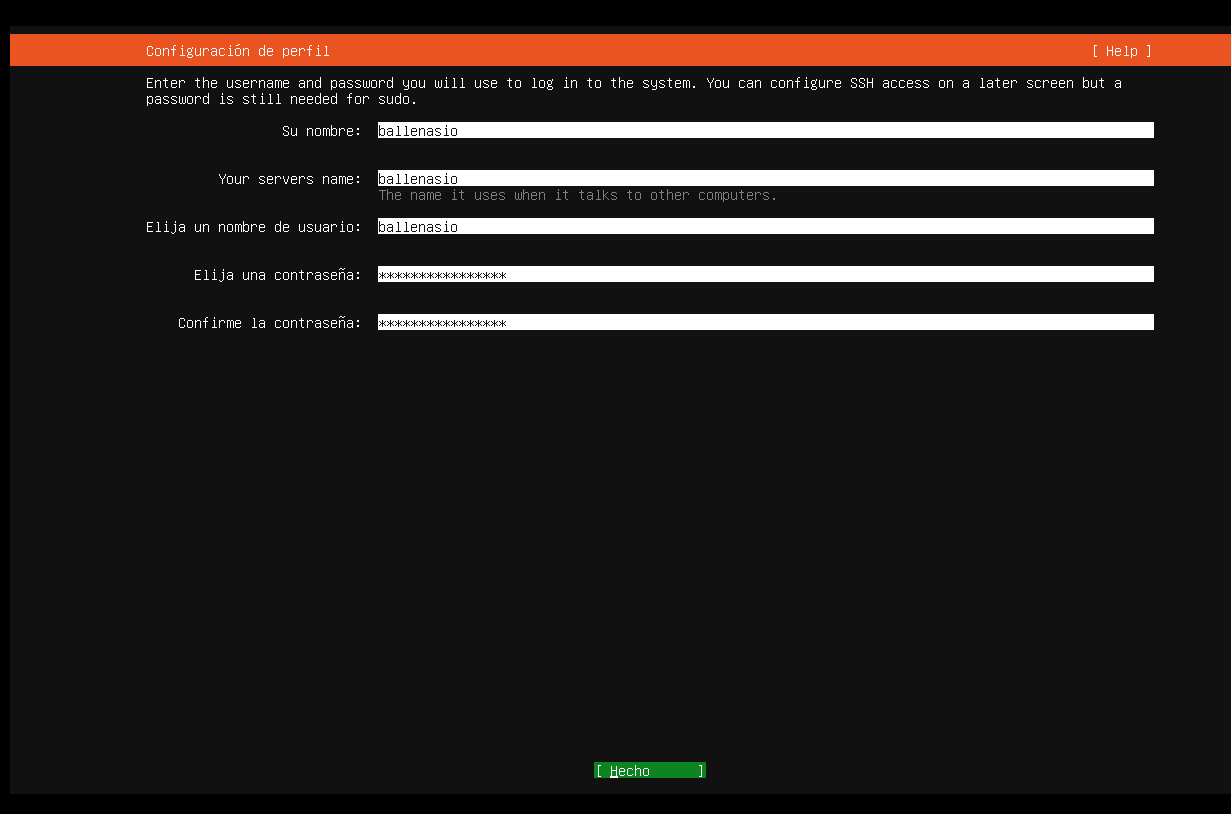 Configuración de perfil [ Help ]
Enter the username and password you will use to log in to the system. You can configure SSH access on a later screen but a
password is still needed for sudo.
Su nombre: ballenasio
Your servers name: ballenasio
The name it uses when it talks to other computers.
Elija un nombre de usuario: ballenasio
Elija una contraseña: ****************
Confirme la contraseña: ****************
[ Hecho ]